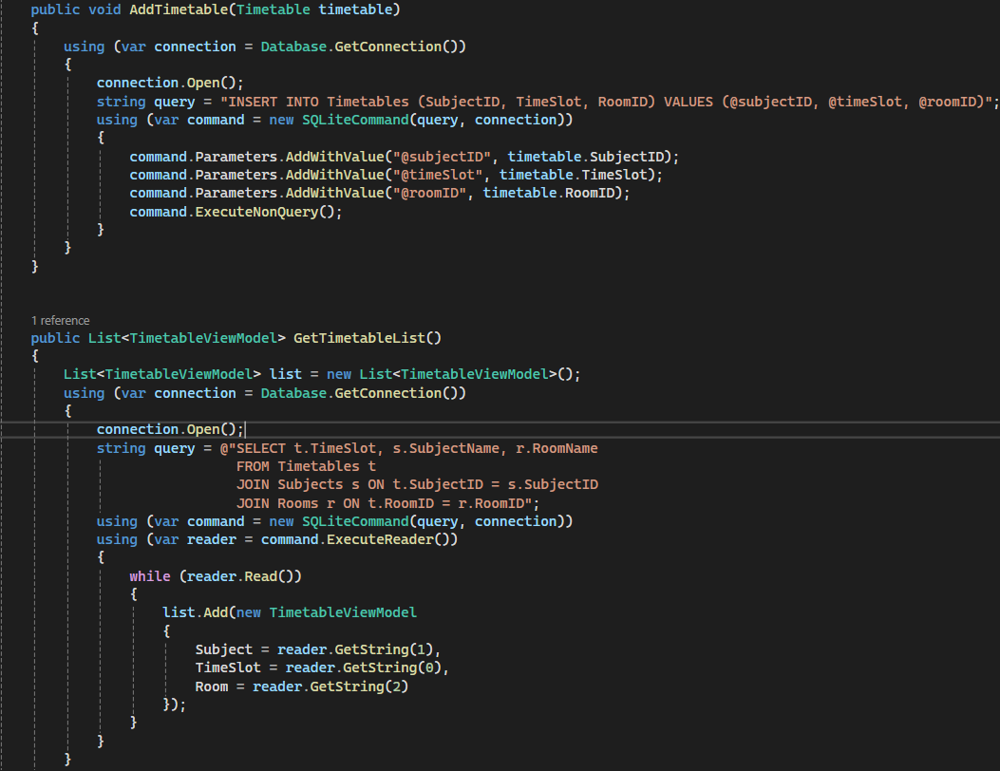 public void AddTimetable(Timetable timetable)
{
using (var connection = Database.GetConnection())
{
connection.Open();
string query = "INSERT INTO Timetables (SubjectID, TimeSlot, RoomID) VALUES (@subjectID, @timeSlot, @roomID)";
using (var command = new SQLiteCommand(query, connection))
{
command.Parameters.AddWithValue("@subjectID", timetable.SubjectID);
command.Parameters.AddWithValue("@timeSlot", timetable.TimeSlot);
command.Parameters.AddWithValue("@roomID", timetable.RoomID);
command.ExecuteNonQuery();
}
}
}
1 reference
public List<TimetableViewModel> GetTimetableList()
{
List<TimetableViewModel> list = new List<TimetableViewModel>();
using (var connection = Database.GetConnection())
{
connection.Open();
string query = @"SELECT t.TimeSlot, s.SubjectName, r.RoomName
FROM Timetables t
JOIN Subjects s ON t.SubjectID = s.SubjectID
JOIN Rooms r ON t.RoomID = r.RoomID";
using (var command = new SQLiteCommand(query, connection))
using (var reader = command.ExecuteReader())
{
while (reader.Read())
{
list.Add(new TimetableViewModel
{
Subject = reader.GetString(1),
TimeSlot = reader.GetString(0),
Room = reader.GetString(2)
});
}
}
}